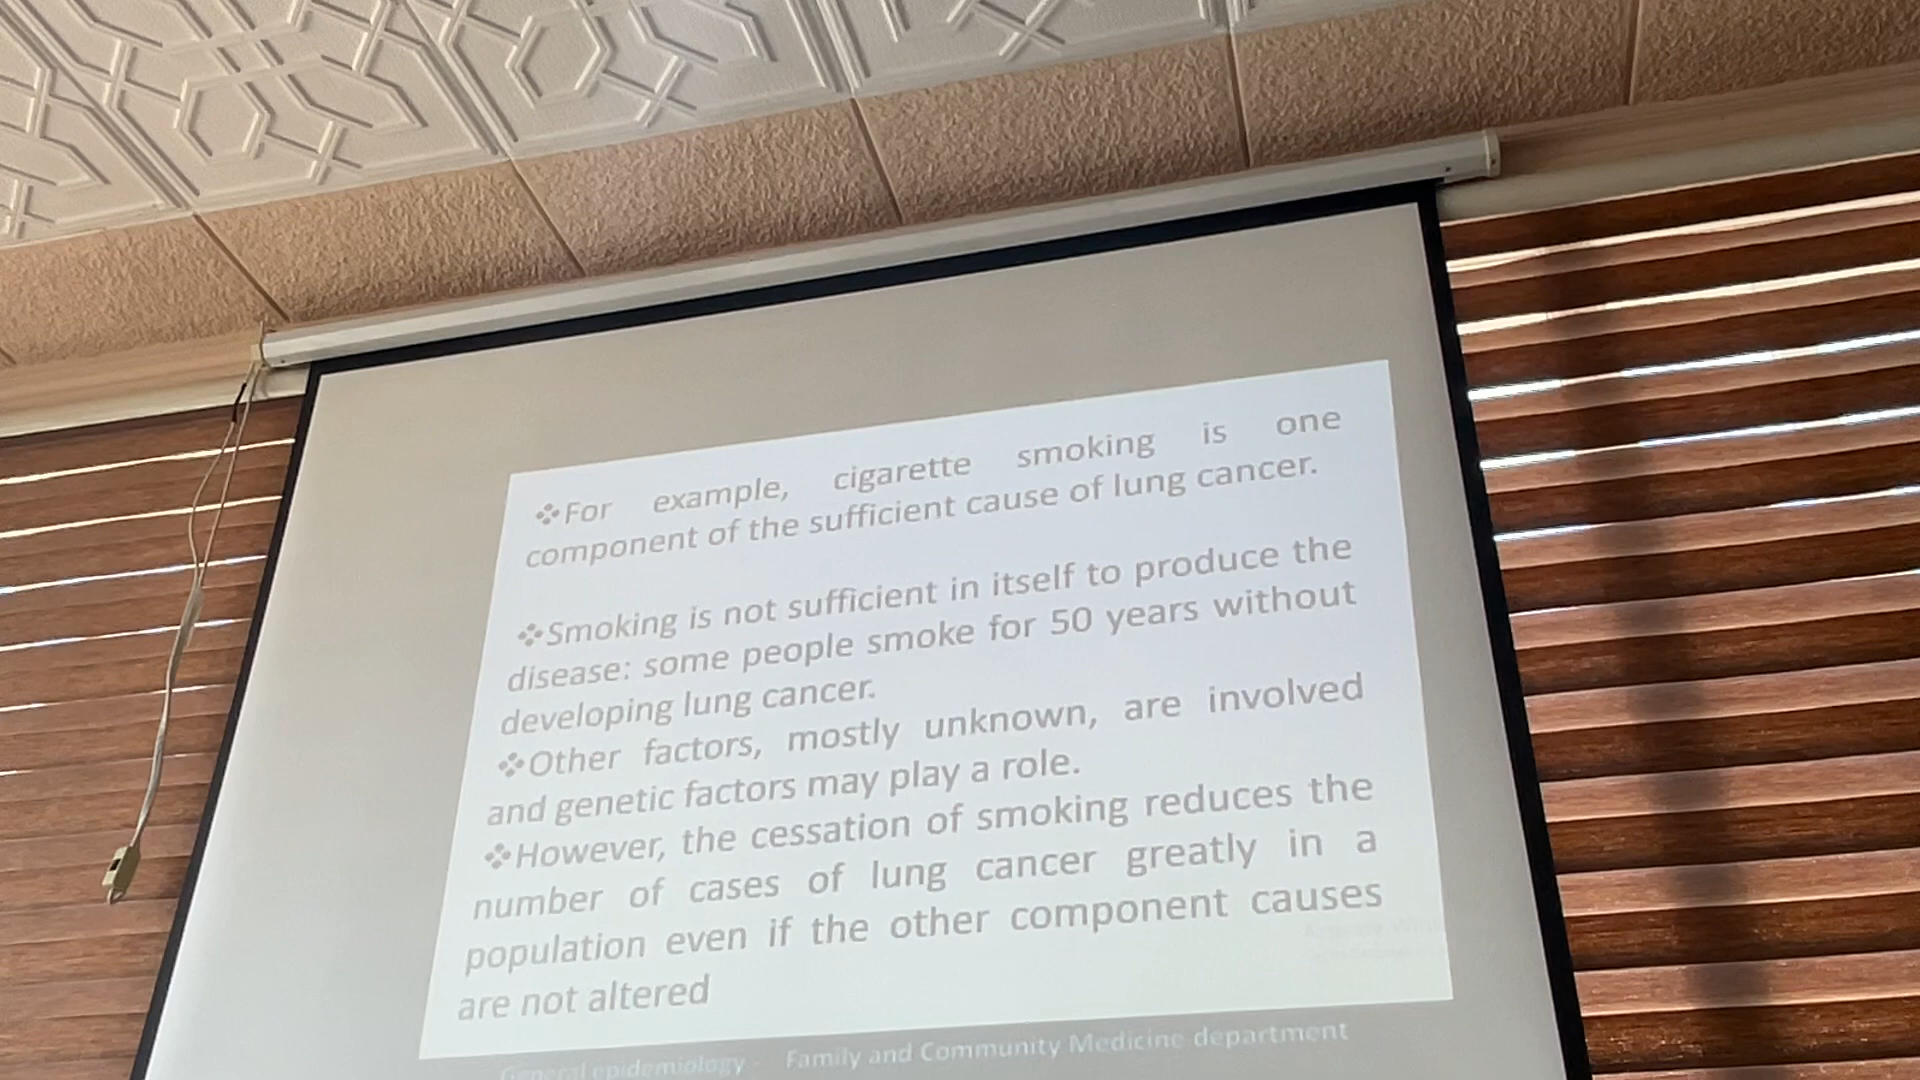 ❖For example, cigarette smoking is one
component of the sufficient cause of lung cancer.
❖Smoking is not sufficient in itself to produce the
disease: some people smoke for 50 years without
developing lung cancer.
❖Other factors, mostly unknown, are involved
and genetic factors may play a role.
❖However, the cessation of smoking reduces the
number of cases of lung cancer greatly in a
population even if the other component causes
are not altered
General epidemiology - Family and Community Medicine department